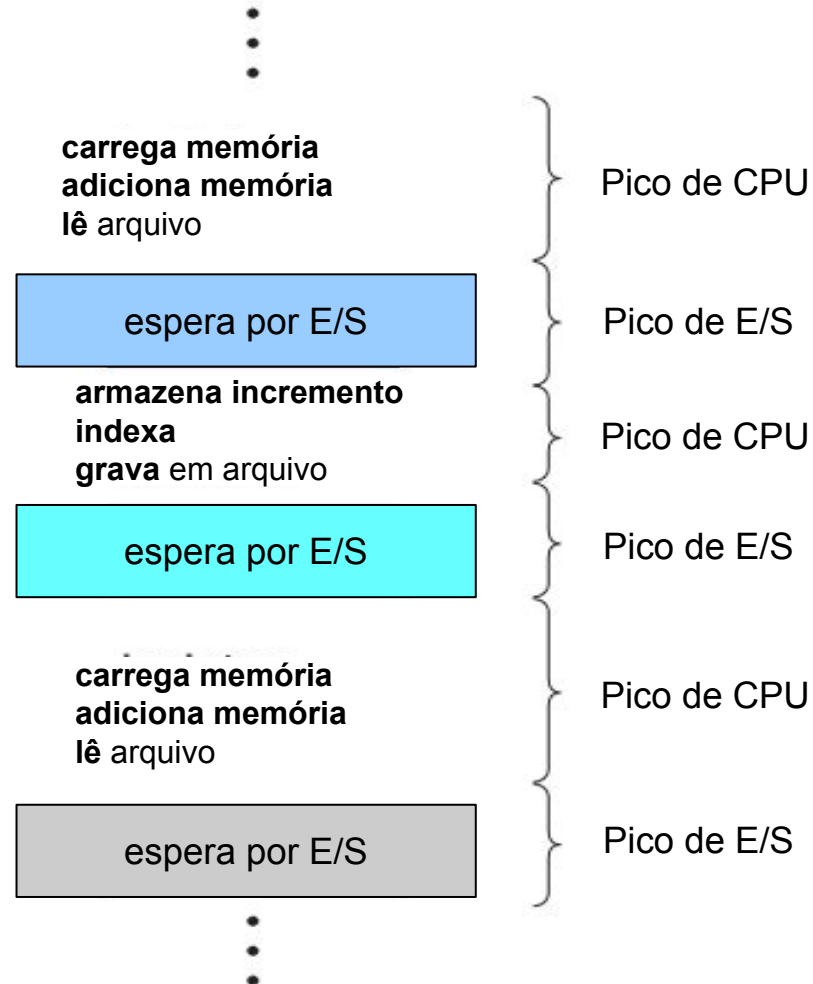 carrega memória
adiciona memória
lê arquivo
Pico de CPU
espera por E/S
Pico de E/S
armazena incremento
indexa
grava em arquivo
Pico de CPU
espera por E/S
Pico de E/S
carrega memória
adiciona memória
lê arquivo
Pico de CPU
espera por E/S
Pico de E/S